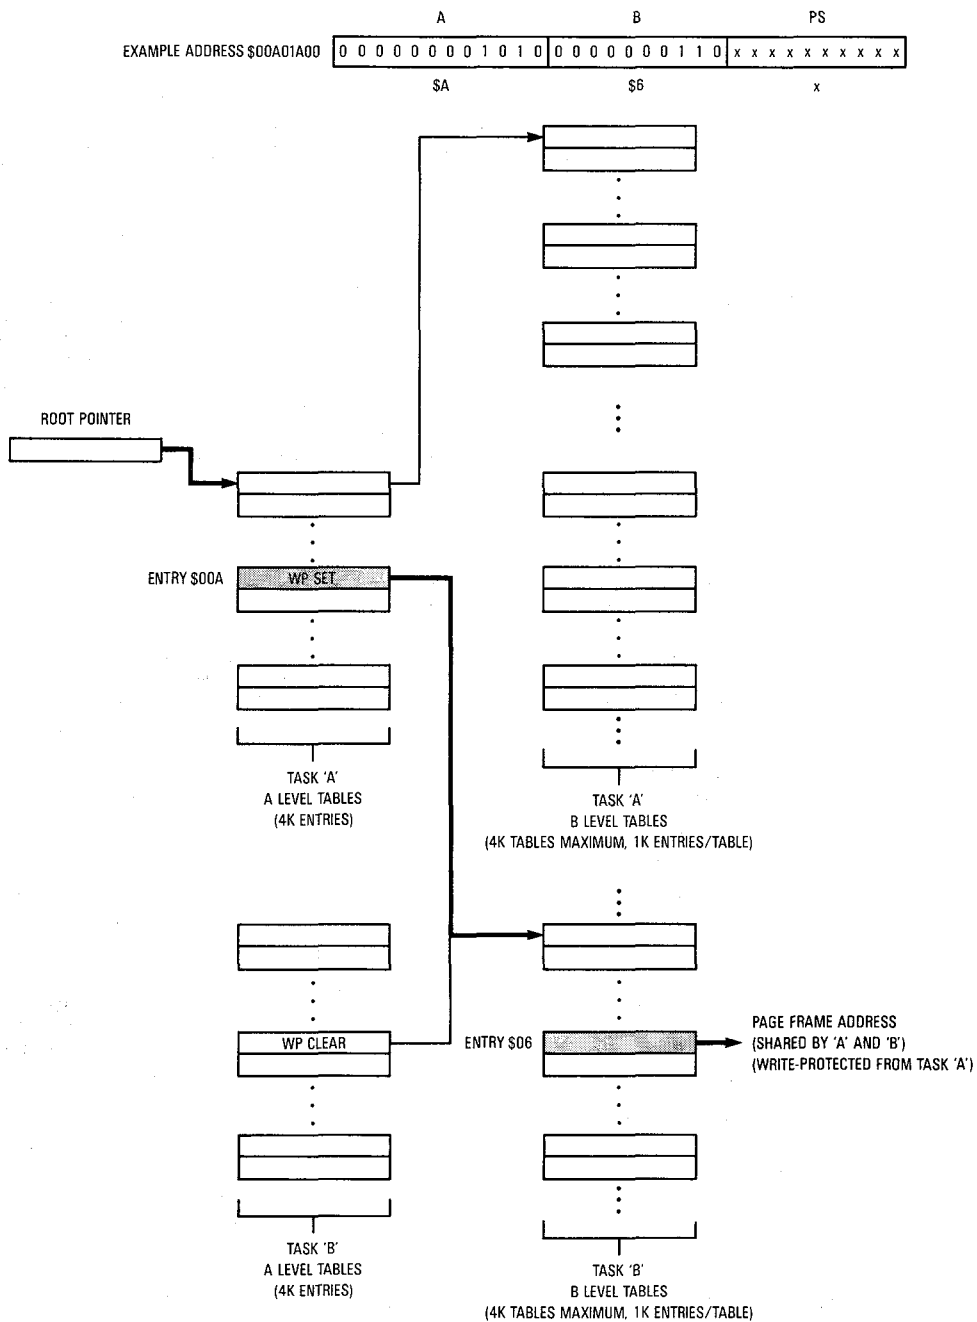 A B PS
EXAMPLE ADDRESS $00A01A00 0 0 0 0 0 0 0 0 1 0 1 0 0 0 0 0 0 0 0 1 1 0 x x x x x x x x x x
$A $6 x
ROOT POINTER
ENTRY $00A WP SET
TASK 'A'
A LEVEL TABLES
(4K ENTRIES)
TASK 'A'
B LEVEL TABLES
(4K TABLES MAXIMUM, 1K ENTRIES/TABLE)
WP CLEAR
ENTRY $06
PAGE FRAME ADDRESS
(SHARED BY 'A' AND 'B')
(WRITE-PROTECTED FROM TASK 'A')
TASK 'B'
A LEVEL TABLES
(4K ENTRIES)
TASK 'B'
B LEVEL TABLES
(4K TABLES MAXIMUM, 1K ENTRIES/TABLE)